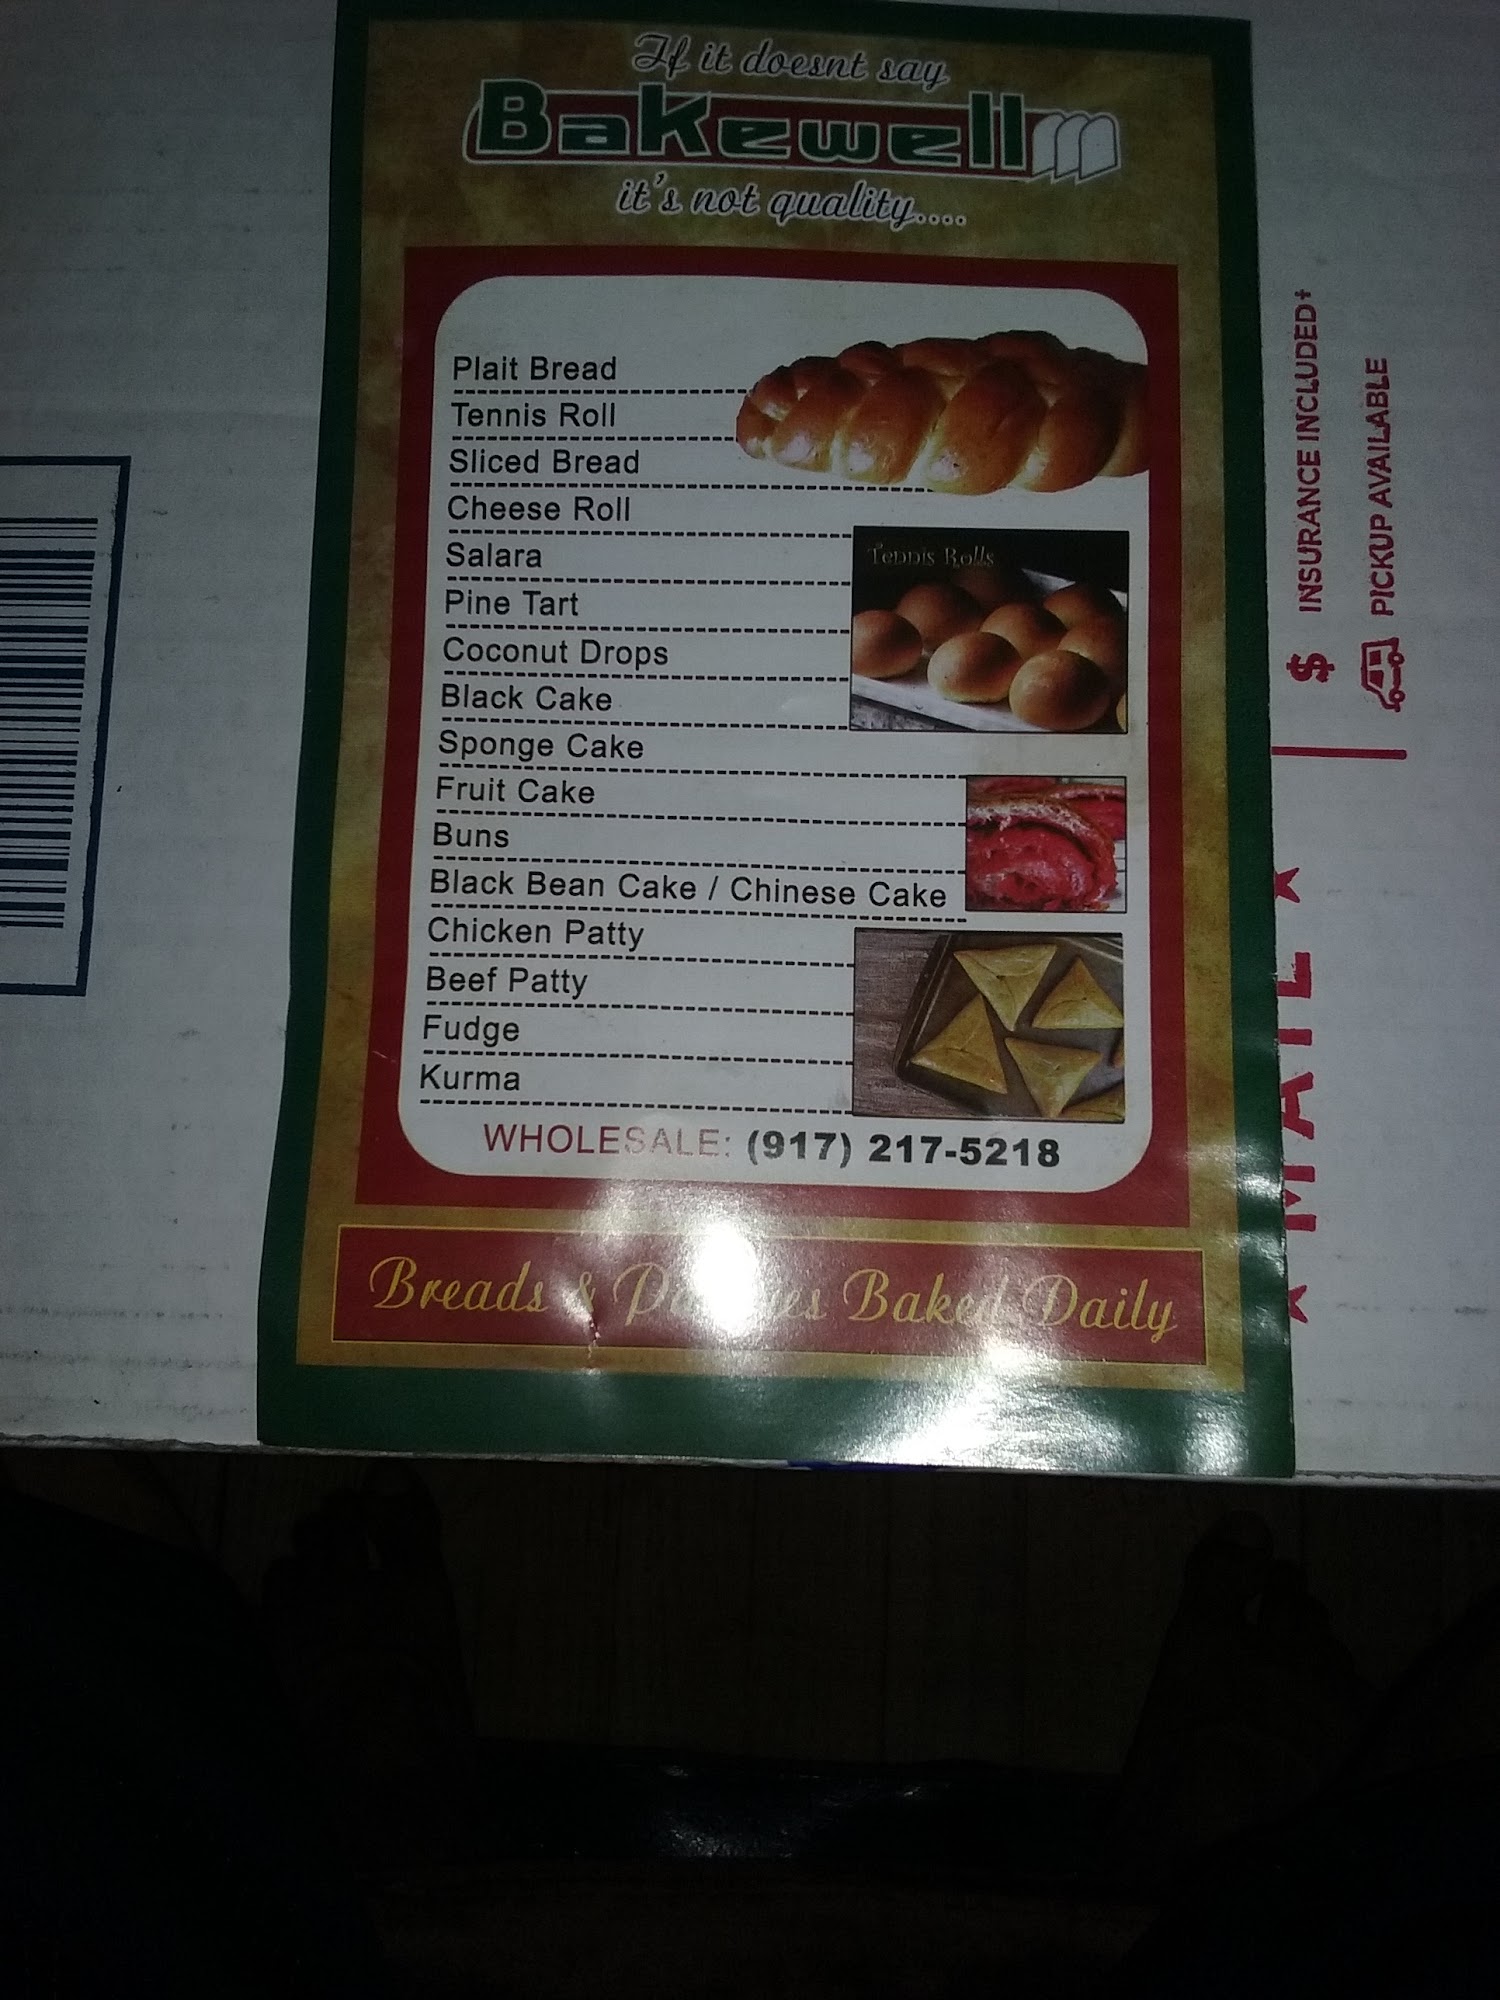 If it doesnt say
Bakewell
it's not quality....
Plait Bread
Tennis Roll
Sliced Bread
Cheese Roll
Salara
Pine Tart
Coconut Drops
Black Cake
Sponge Cake
Fruit Cake
Buns
Black Bean Cake / Chinese Cake
Chicken Patty
Beef Patty
Fudge
Kurma
Tennis Rolls
WHOLESALE: (917) 217-5218
Breads & Pastries Baked Daily
$ INSURANCE INCLUDED+
PICKUP AVAILABLE
MAIL